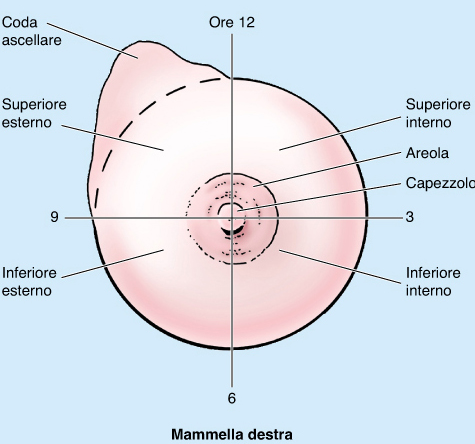 Ore 12
Coda
ascellare
Superiore
esterno
Superiore
interno
Areola
Capezzolo
9
3
Inferiore
esterno
Inferiore
interno
6
Mammella destra